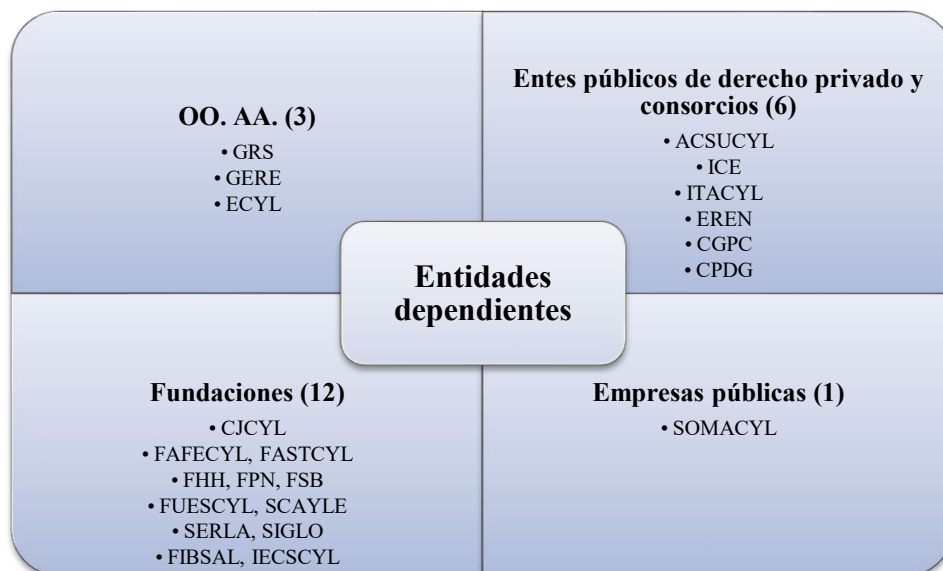 OO. AA. (3)
• GRS
• GERE
• ECYL
Entes públicos de derecho privado y
consorcios (6)
• ACSUCYL
• ICE
• ITACYL
• EREN
• CGPC
• CPDG
Entidades
dependientes
Fundaciones (12)
• CJCYL
• FAFECYL, FASTCYL
• FHH, FPN, FSB
• FUESCYL, SCAYLE
• SERLA, SIGLO
• FIBSAL, IECSCYL
Empresas públicas (1)
• SOMACYL